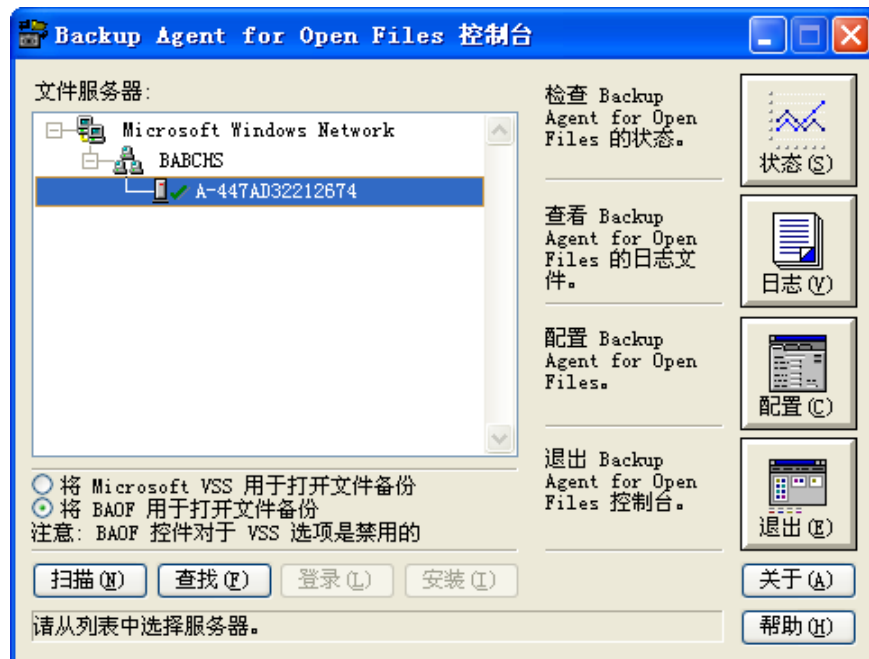 Backup Agent for Open Files 控制台
文件服务器:
Microsoft Windows Network
BABCHS
A-447AD32212674
检查 Backup
Agent for Open
Files 的状态。
状态(S)
查看 Backup
Agent for Open
Files 的日志文
件。
日志(V)
配置 Backup
Agent for Open
Files。
配置(C)
退出 Backup
Agent for Open
Files 控制台。
退出(E)
将 Microsoft VSS 用于打开文件备份
将 BAOF 用于打开文件备份
注意: BAOF 控件对于 VSS 选项是禁用的
扫描(N) 查找(F) 登录(L) 安装(I) 关于(A)
请从列表中选择服务器。 帮助(H)